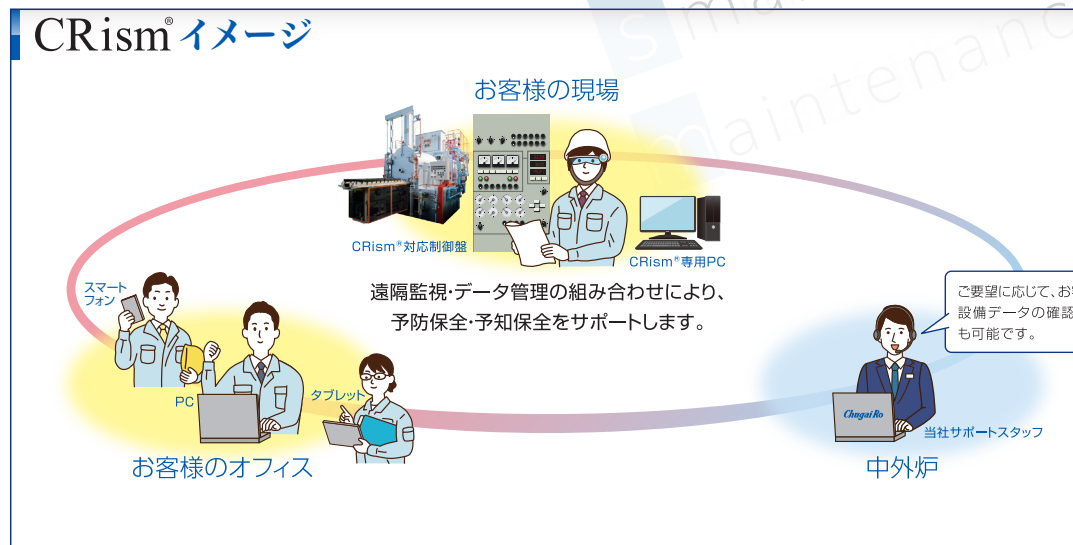 CRism®イメージ
s ma
maintenanc
お客様の現場
CRism®対応制御盤
CRism®専用PC
遠隔監視・データ管理の組み合わせにより、
予防保全・予知保全をサポートします。
スマート
フォン
PC
タブレット
お客様のオフィス
ご要望に応じて、お
設備データの確認
も可能です。
ChugaiRo
当社サポートスタッフ
中外炉